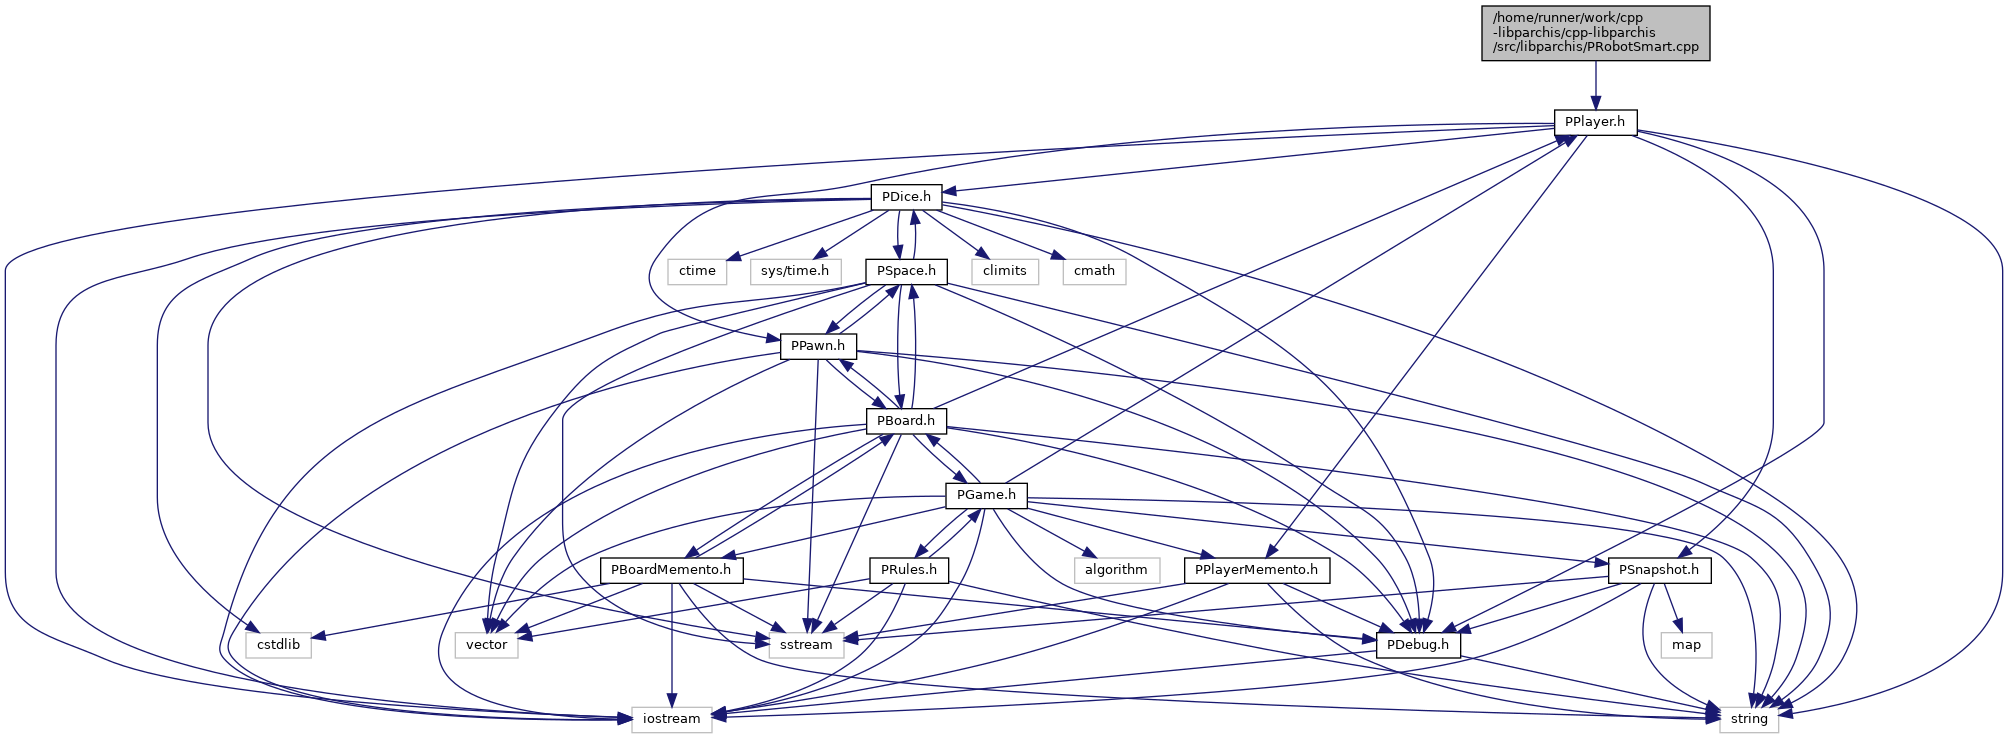 /home/runner/work/cpp
-libparchis/cpp-libparchis
/src/libparchis/PRobotSmart.cpp
PPlayer.h
PDice.h
ctime
sys/time.h
PSpace.h
climits
cmath
PPawn.h
PBoard.h
PGame.h
PBoardMemento.h
PRules.h
algorithm
PPlayerMemento.h
PSnapshot.h
cstdlib
vector
sstream
PDebug.h
map
iostream
string